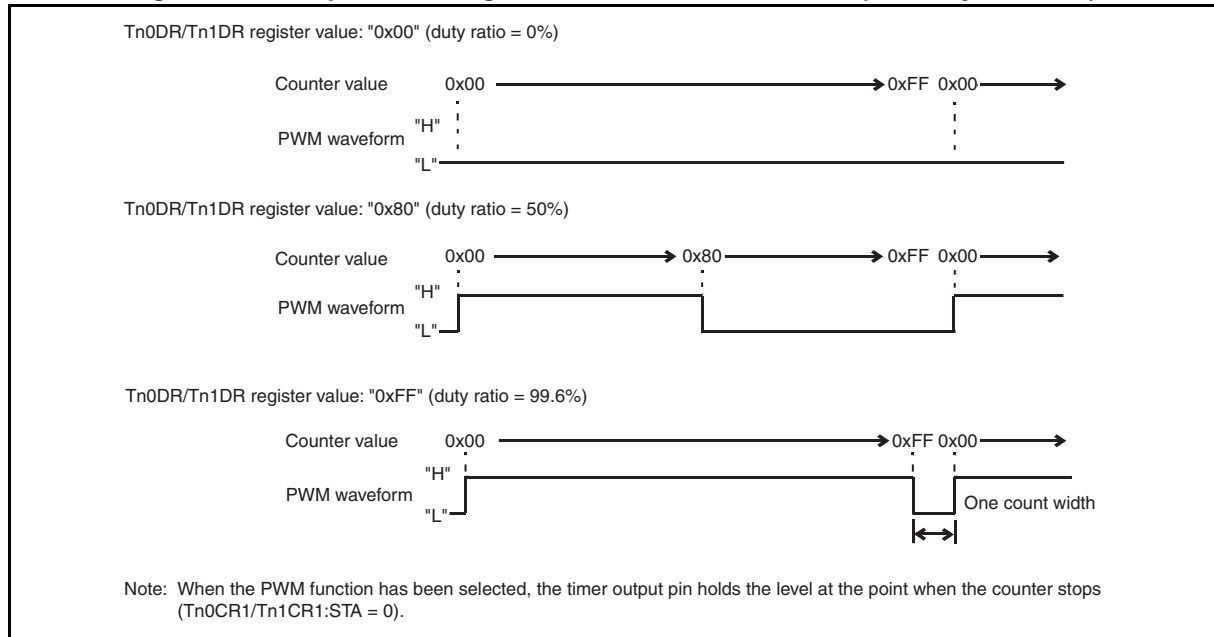 Tn0DR/Tn1DR register value: "0x00" (duty ratio = 0%)
Counter value 0x00 0xFF 0x00
"H"
PWM waveform
"L"
Tn0DR/Tn1DR register value: "0x80" (duty ratio = 50%)
Counter value 0x00 0x80 0xFF 0x00
"H"
PWM waveform
"L"
Tn0DR/Tn1DR register value: "0xFF" (duty ratio = 99.6%)
Counter value 0x00 0xFF 0x00
"H"
PWM waveform
"L"
One count width
Note: When the PWM function has been selected, the timer output pin holds the level at the point when the counter stops
(Tn0CR1/Tn1CR1:STA = 0).